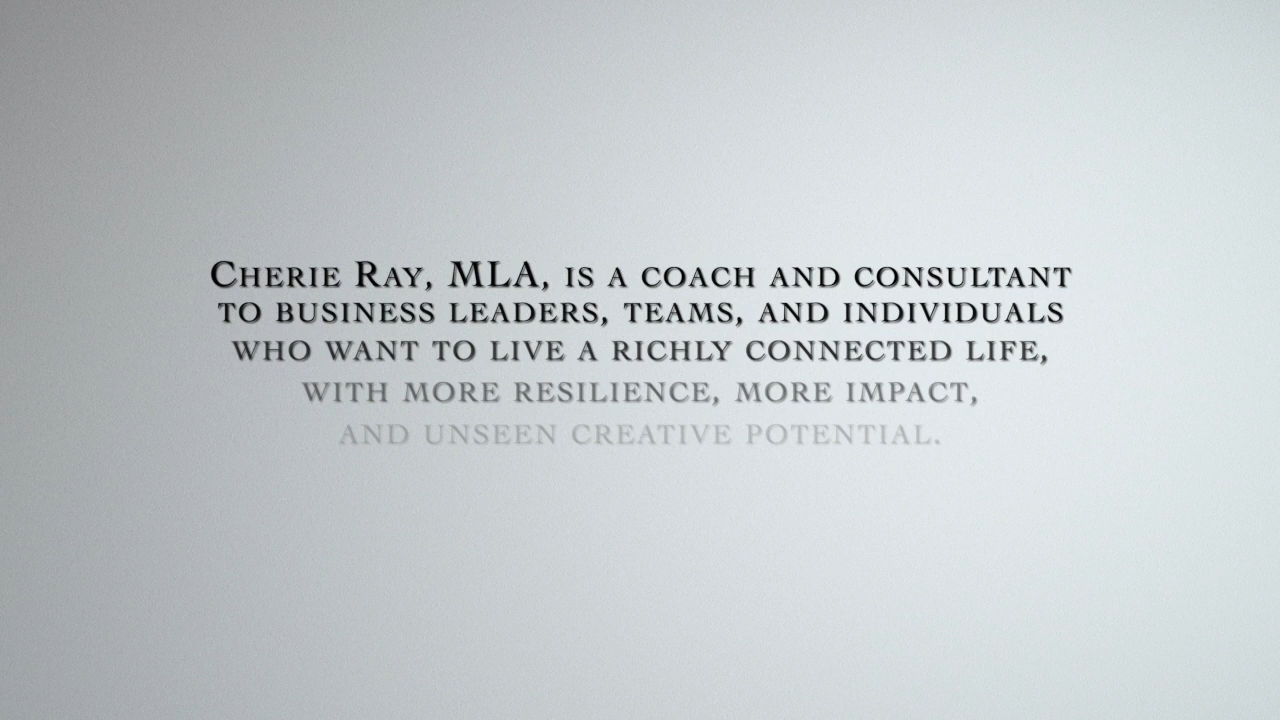 Cherie Ray, MLA, is a coach and consultant
to business leaders, teams, and individuals
who want to live a richly connected life,
with more resilience, more impact,
and unseen creative potential.